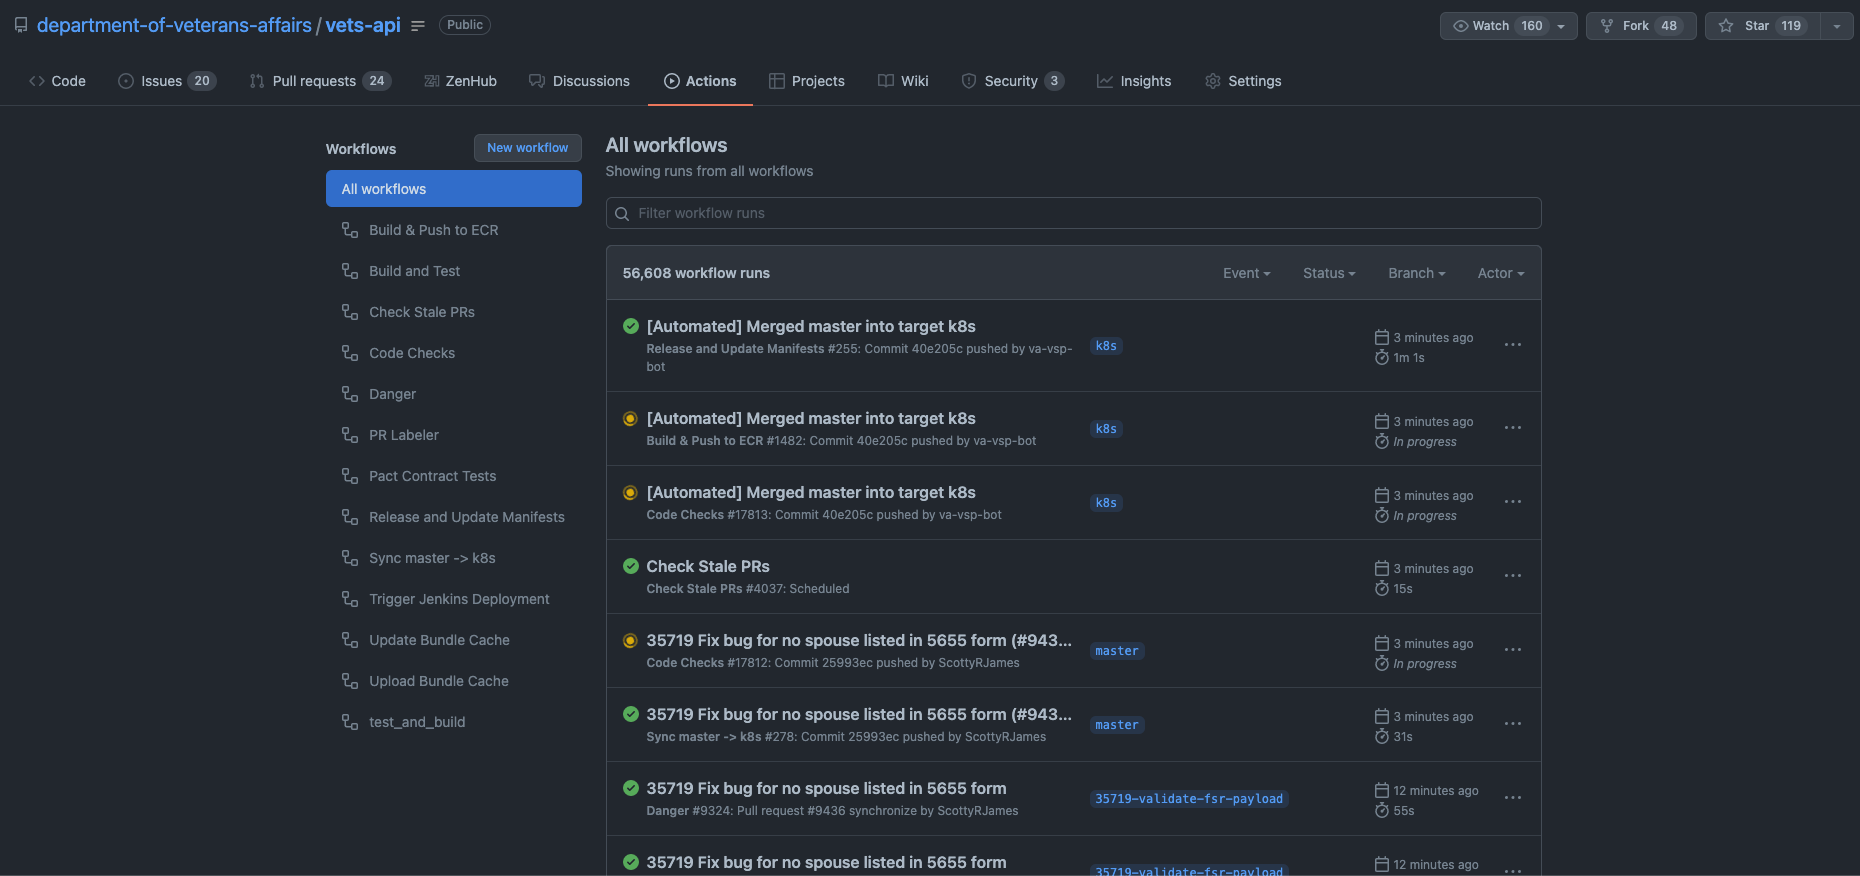 department-of-veterans-affairs / vets-api Public
Watch 160 Fork 48 Star 119
Code Issues 20 Pull requests 24 ZenHub Discussions Actions Projects Wiki Security 3 Insights Settings
Workflows New workflow
All workflows
Build & Push to ECR
Build and Test
Check Stale PRs
Code Checks
Danger
PR Labeler
Pact Contract Tests
Release and Update Manifests
Sync master -> k8s
Trigger Jenkins Deployment
Update Bundle Cache
Upload Bundle Cache
test_and_build
All workflows
Showing runs from all workflows
Filter workflow runs
56,608 workflow runs Event Status Branch Actor
[Automated] Merged master into target k8s
Release and Update Manifests #255: Commit 40e205c pushed by va-vsp-
bot
k8s
3 minutes ago
1m 1s
[Automated] Merged master into target k8s
Build & Push to ECR #1482: Commit 40e205c pushed by va-vsp-bot
k8s
3 minutes ago
In progress
[Automated] Merged master into target k8s
Code Checks #17813: Commit 40e205c pushed by va-vsp-bot
k8s
3 minutes ago
In progress
Check Stale PRs
Check Stale PRs #4037: Scheduled
3 minutes ago
15s
35719 Fix bug for no spouse listed in 5655 form (#943...
Code Checks #17812: Commit 25993ec pushed by ScottyRJames
master
3 minutes ago
In progress
35719 Fix bug for no spouse listed in 5655 form (#943...
Sync master -> k8s #278: Commit 25993ec pushed by ScottyRJames
master
3 minutes ago
31s
35719 Fix bug for no spouse listed in 5655 form
Danger #9324: Pull request #9436 synchronize by ScottyRJames
35719-validate-fsr-payload
12 minutes ago
55s
35719 Fix bug for no spouse listed in 5655 form
35719-validate-fsr-payload
12 minutes ago